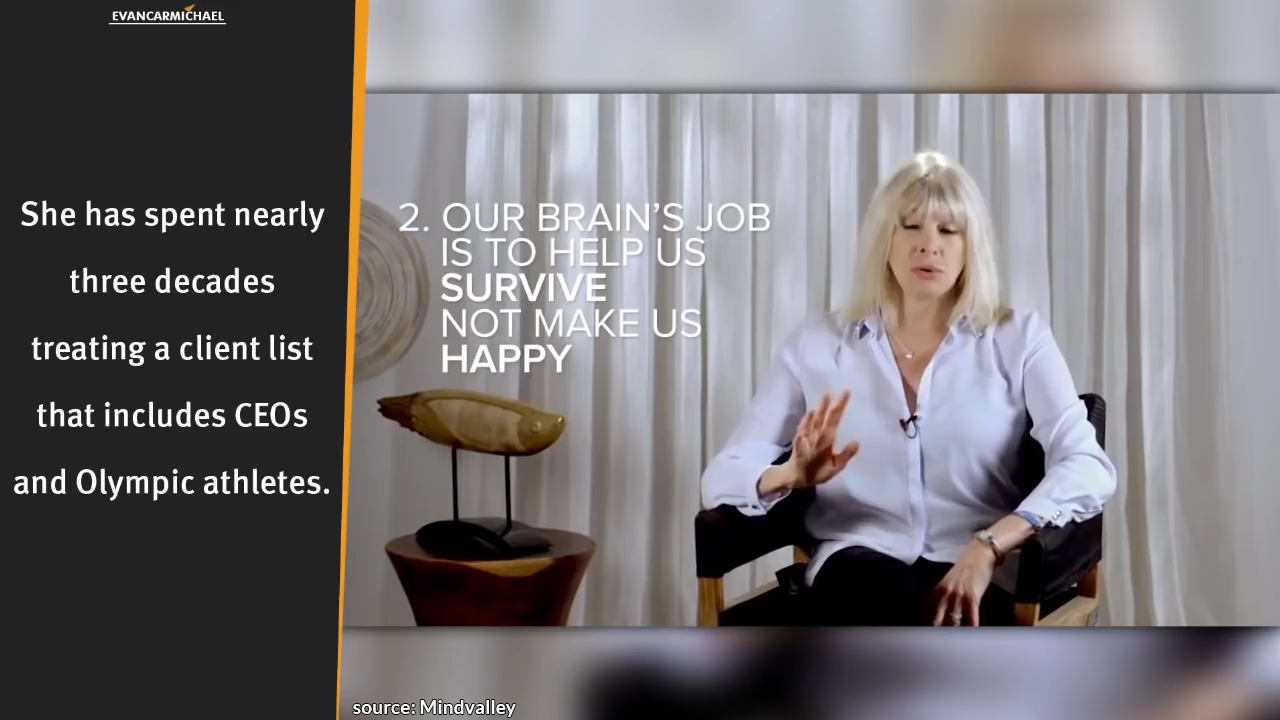 EVANCARMICHAEL
She has spent nearly
three decades
treating a client list
that includes CEOs
and Olympic athletes.
2. OUR BRAIN'S JOB
IS TO HELP US
SURVIVE
NOT MAKE US
HAPPY
source: Mindvalley